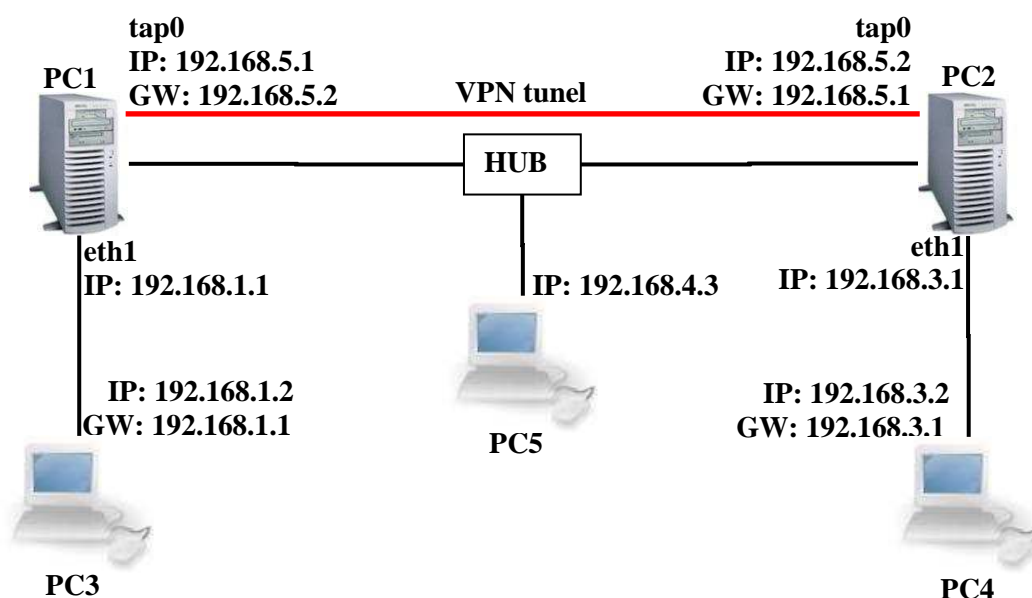 tap0
IP: 192.168.5.1
GW: 192.168.5.2
PC1
VPN tunel
tap0
IP: 192.168.5.2
GW: 192.168.5.1
PC2
HUB
eth1
IP: 192.168.1.1
IP: 192.168.4.3
eth1
IP: 192.168.3.1
IP: 192.168.1.2
GW: 192.168.1.1
PC5
IP: 192.168.3.2
GW: 192.168.3.1
PC3
PC4